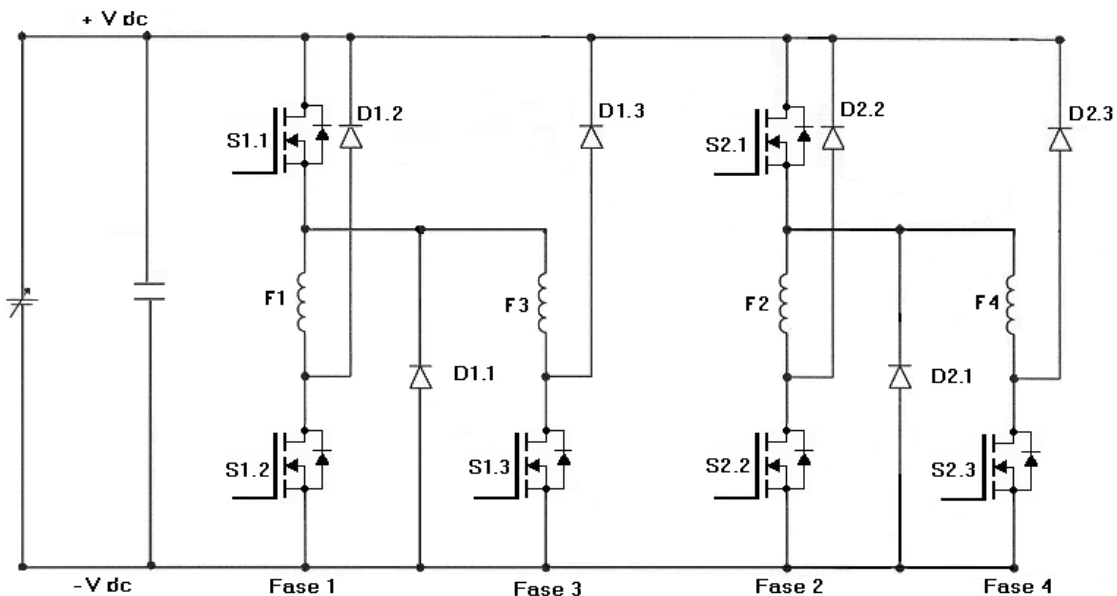 + V dc
D1.2
D1.3
D2.2
D2.3
S1.1
S2.1
F1
F3
F2
F4
D1.1
D2.1
S1.2
S1.3
S2.2
S2.3
-V dc
Fase 1
Fase 3
Fase 2
Fase 4